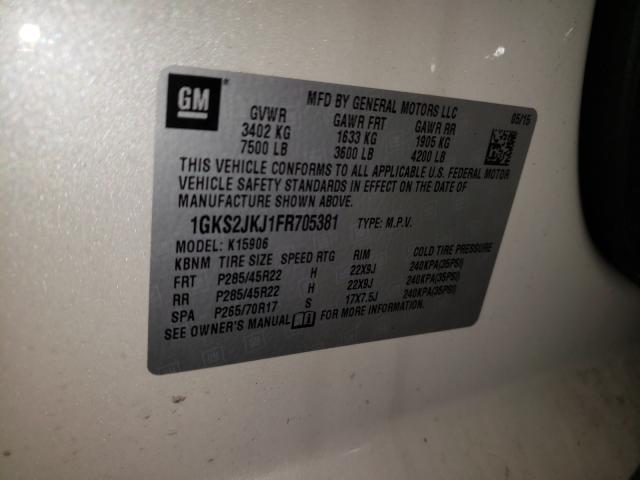 GM
MFD BY GENERAL MOTORS LLC 05/15
GVWR GAWR FRT GAWR RR
3402 KG 1633 KG 1905 KG
7500 LB 3600 LB 4200 LB
THIS VEHICLE CONFORMS TO ALL APPLICABLE U.S. FEDERAL MOTOR
VEHICLE SAFETY STANDARDS IN EFFECT ON THE DATE OF
MANUFACTURE SHOWN ABOVE.
1GKS2JKJ1FR705381 TYPE: M.P.V.
MODEL: K15906
KBNM TIRE SIZE SPEED RTG RIM COLD TIRE PRESSURE
FRT P285/45R22 H 22X9J 240KPA(35PSI)
RR P285/45R22 H 22X9J 240KPA(35PSI)
SPA P265/70R17 S 17X7.5J 240KPA(35PSI)
SEE OWNER'S MANUAL FOR MORE INFORMATION.